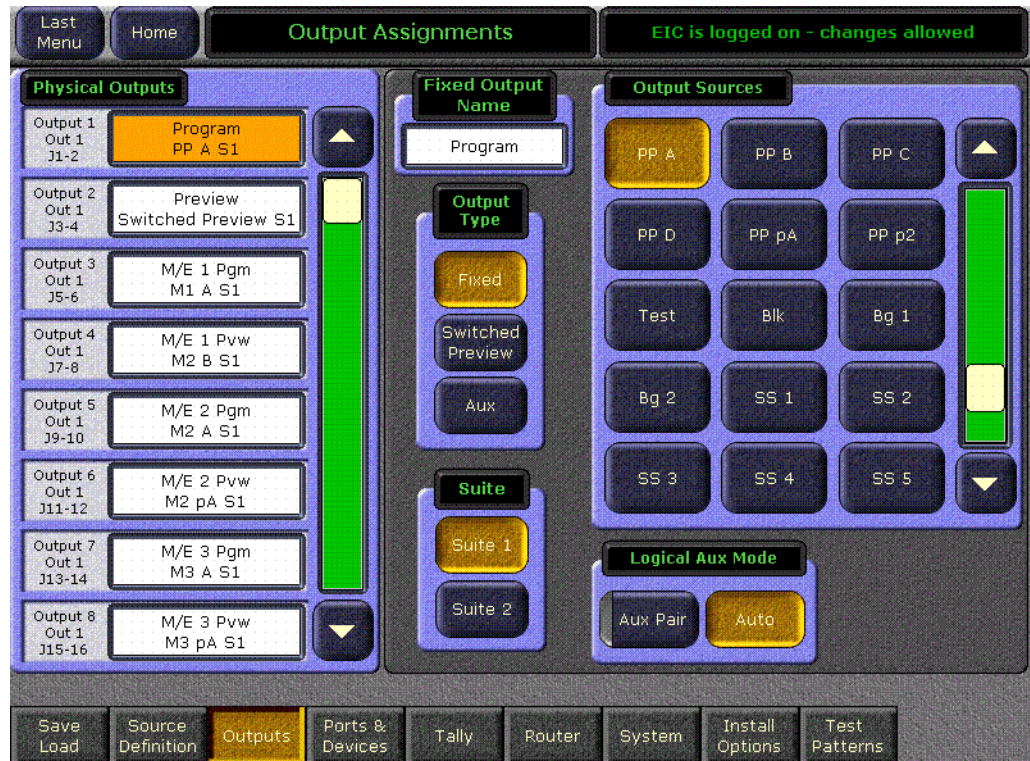 Last
Menu
Home
Output Assignments
EIC is logged on - changes allowed
Physical Outputs
Output 1
Out 1
J1-2
Program
PP A S1
Output 2
Out 1
J3-4
Preview
Switched Preview S1
Output 3
Out 1
J5-6
M/E 1 Pgm
M1 A S1
Output 4
Out 1
J7-8
M/E 1 Pvw
M2 B S1
Output 5
Out 1
J9-10
M/E 2 Pgm
M2 A S1
Output 6
Out 1
J11-12
M/E 2 Pvw
M2 pA S1
Output 7
Out 1
J13-14
M/E 3 Pgm
M3 A S1
Output 8
Out 1
J15-16
M/E 3 Pvw
M3 pA S1
Fixed Output
Name
Program
Output
Type
Fixed
Switched
Preview
Aux
Suite
Suite 1
Suite 2
Output Sources
PP A
PP B
PP C
PP D
PP pA
PP p2
Test
Blk
Bg 1
Bg 2
SS 1
SS 2
SS 3
SS 4
SS 5
Logical Aux Mode
Aux Pair
Auto
Save
Load
Source
Definition
Outputs
Ports &
Devices
Tally
Router
System
Install
Options
Test
Patterns